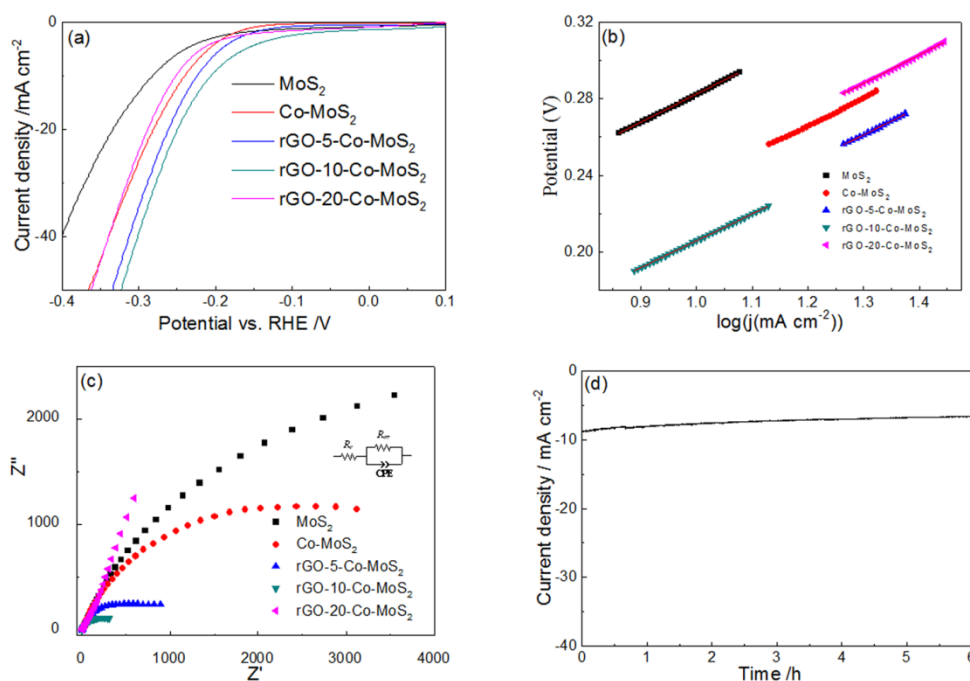 (a)
0
-20
-40
-0.4
-0.3
-0.2
-0.1
0.0
0.1
Current density /mA cm⁻²
Potential vs. RHE /V
MoS₂
Co-MoS₂
rGO-5-Co-MoS₂
rGO-10-Co-MoS₂
rGO-20-Co-MoS₂
(b)
0.32
0.28
0.24
0.20
0.9
1.0
1.1
1.2
1.3
1.4
Potential (V)
log(j(mA cm⁻²))
MoS₂
Co-MoS₂
rGO-5-Co-MoS₂
rGO-10-Co-MoS₂
rGO-20-Co-MoS₂
(c)
2000
1000
0
0
1000
2000
3000
4000
Z''
Z'
CPE
MoS₂
Co-MoS₂
rGO-5-Co-MoS₂
rGO-10-Co-MoS₂
rGO-20-Co-MoS₂
(d)
0
-10
-20
-30
-40
0
1
2
3
4
5
6
Current density / mA cm⁻²
Time /h